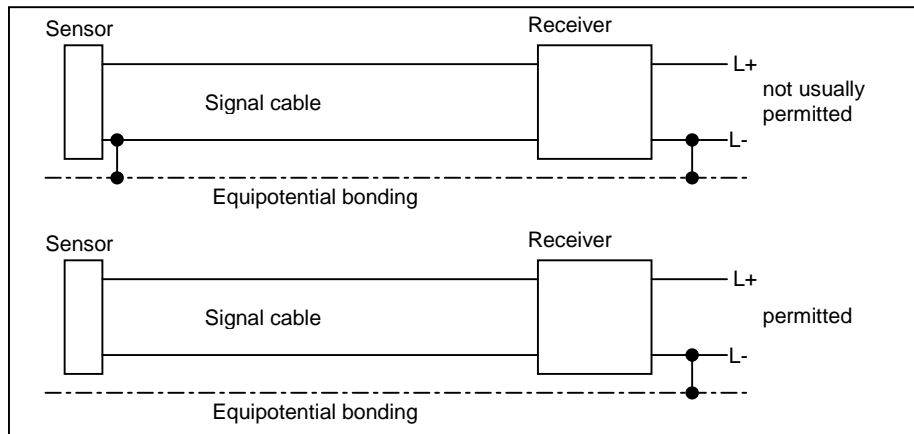 Sensor
Receiver
L+
not usually
permitted
Signal cable
L-
Equipotential bonding
Sensor
Receiver
L+
Signal cable
permitted
L-
Equipotential bonding